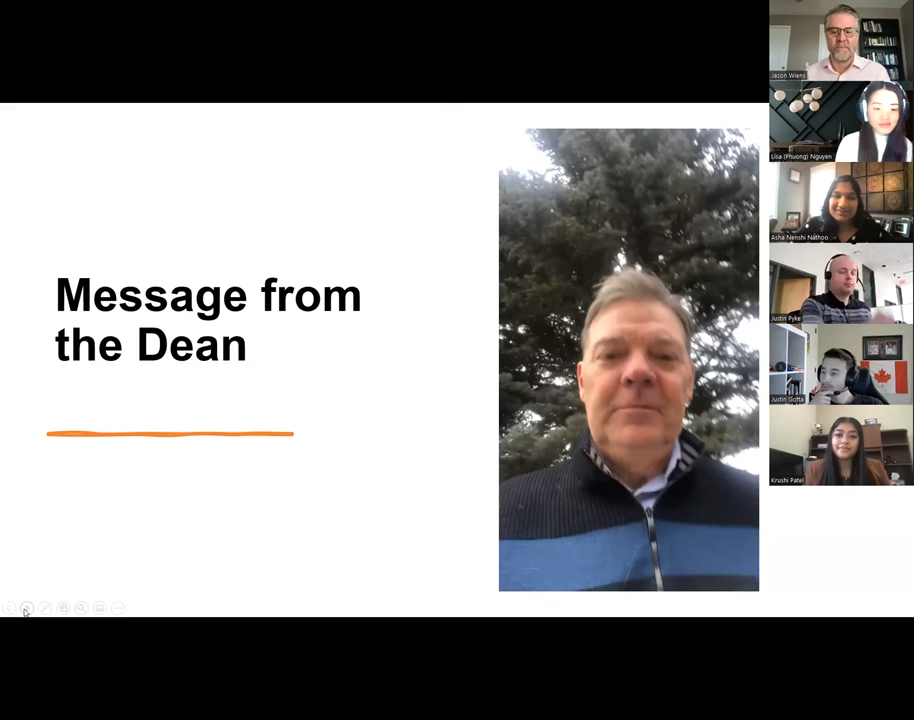 Message from
the Dean
Jason Wiens
Lisa (Phuong) Nguyen
Asha Nenshi Nathoo
Justin Pyke
Justin Gotta
Krushi Patel